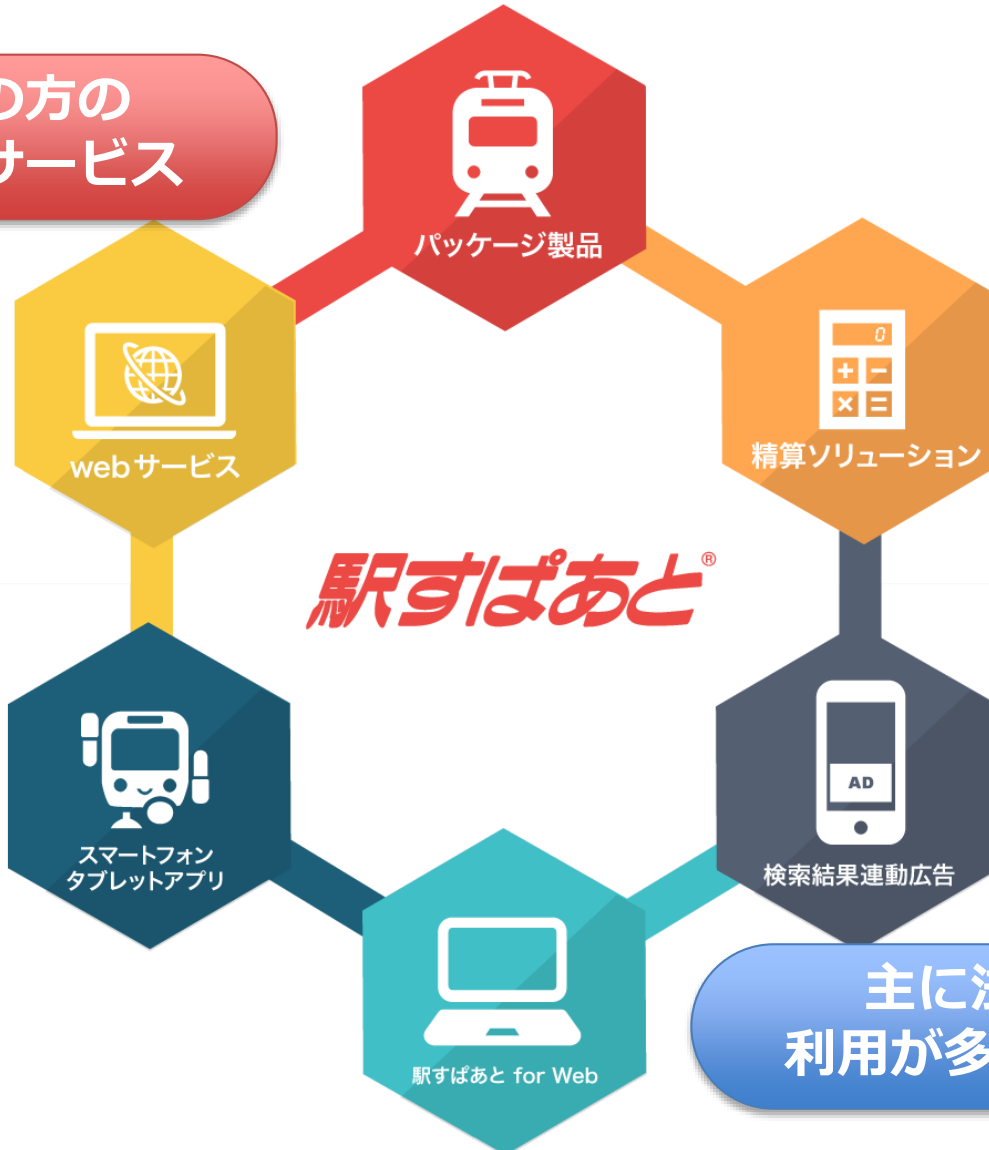 の方の
サービス
パッケージ製品
0
webサービス
精算ソリューション
駅すぱあと®
AD
スマートフォン
タブレットアプリ
検索結果連動広告
駅すぱあと for Web
主に
利用が多